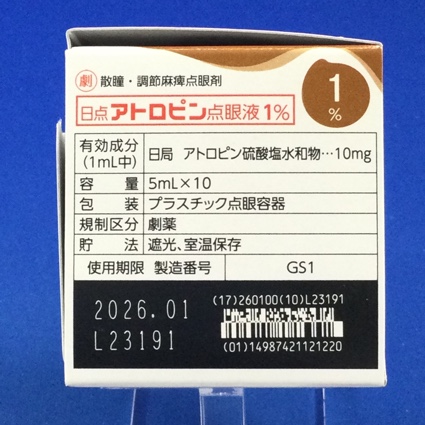 劇 散瞳・調節麻痺点眼剤
日点アトロピン点眼液1%
1
%
有効成分 日局 アトロピン硫酸塩水和物…10mg
(1mL中)
容 量 5mL×10
包 装 プラスチック点眼容器
規制区分 劇薬
貯 法 遮光、室温保存
使用期限 製造番号 GS1
2026.01
L23191
(17)260100(10)L23191
(01)14987421121220